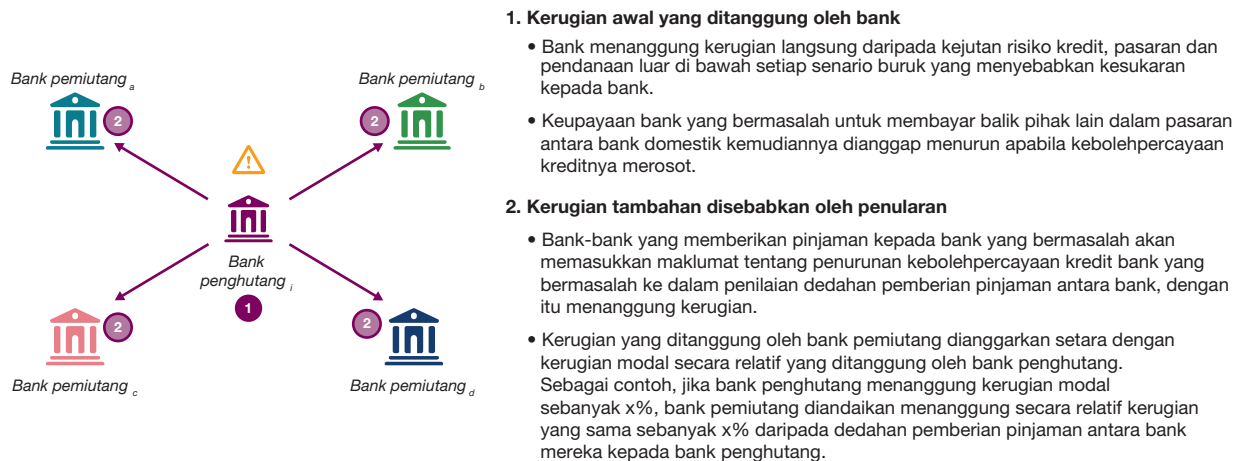 Bank pemiutang a
2
Bank pemiutang b
2
Bank
penghutang i
1
Bank pemiutang c
2
Bank pemiutang d
2
1. Kerugian awal yang ditanggung oleh bank
• Bank menanggung kerugian langsung daripada kejutan risiko kredit, pasaran dan
pendanaan luar di bawah setiap senario buruk yang menyebabkan kesukaran
kepada bank.
• Keupayaan bank yang bermasalah untuk membayar balik pihak lain dalam pasaran
antara bank domestik kemudiannya dianggap menurun apabila kebolehpercayaan
kreditnya merosot.
2. Kerugian tambahan disebabkan oleh penularan
• Bank-bank yang memberikan pinjaman kepada bank yang bermasalah akan
memasukkan maklumat tentang penurunan kebolehpercayaan kredit bank yang
bermasalah ke dalam penilaian dedahan pemberian pinjaman antara bank, dengan
itu menanggung kerugian.
• Kerugian yang ditanggung oleh bank pemiutang dianggarkan setara dengan
kerugian modal secara relatif yang ditanggung oleh bank penghutang.
Sebagai contoh, jika bank penghutang menanggung kerugian modal
sebanyak x%, bank pemiutang diandaikan menanggung secara relatif kerugian
yang sama sebanyak x% daripada dedahan pemberian pinjaman antara bank
mereka kepada bank penghutang.